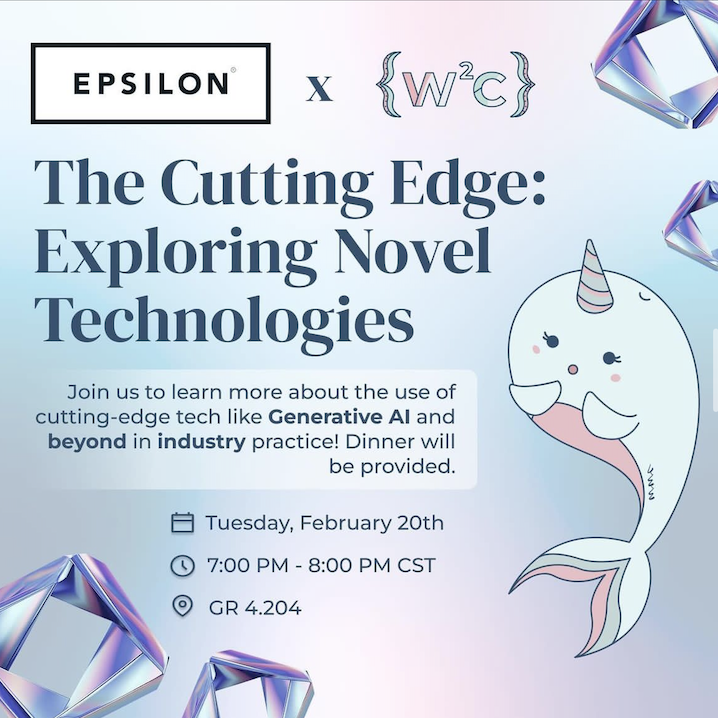 EPSILON® x {W²C}
The Cutting Edge:
Exploring Novel
Technologies
Join us to learn more about the use of
cutting-edge tech like Generative AI and
beyond in industry practice! Dinner will
be provided.
Tuesday, February 20th
7:00 PM - 8:00 PM CST
GR 4.204